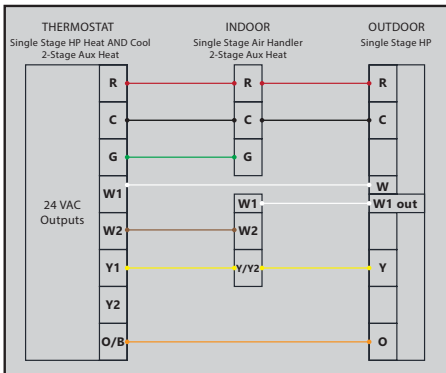 THERMOSTAT
Single Stage HP Heat AND Cool
2-Stage Aux Heat
INDOOR
Single Stage Air Handler
2-Stage Aux Heat
OUTDOOR
Single Stage HP
24 VAC
Outputs
R
C
G
W1
W2
Y1
Y2
O/B
R
C
G
W1
W2
Y/Y2
R
C
W
W1 out
Y
O